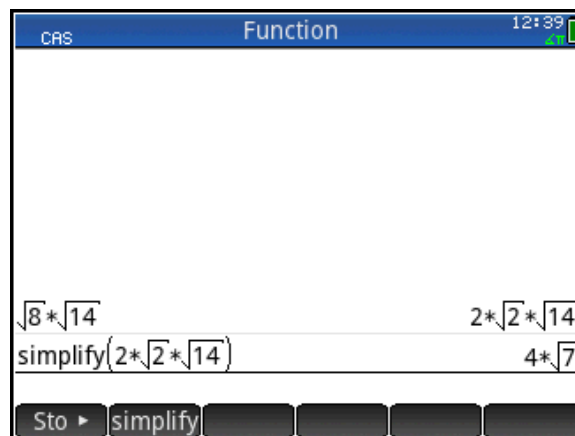 CAS Function 12:39
∡π
√8*√14 2*√2*√14
simplify(2*√2*√14) 4*√7
Sto ► simplify